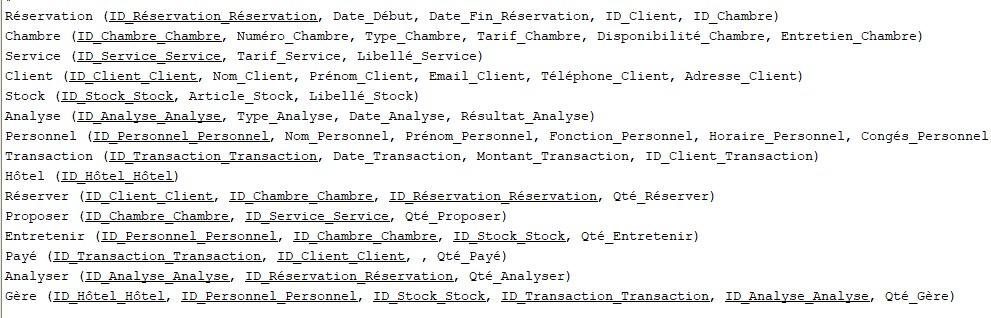 Réservation (ID_Réservation_Réservation, Date_Début, Date_Fin_Réservation, ID_Client, ID_Chambre)
Chambre (ID_Chambre_Chambre, Numéro_Chambre, Type_Chambre, Tarif_Chambre, Disponibilité_Chambre, Entretien_Chambre)
Service (ID_Service_Service, Tarif_Service, Libellé_Service)
Client (ID_Client_Client, Nom_Client, Prénom_Client, Email_Client, Téléphone_Client, Adresse_Client)
Stock (ID_Stock_Stock, Article_Stock, Libellé_Stock)
Analyse (ID_Analyse_Analyse, Type_Analyse, Date_Analyse, Résultat_Analyse)
Personnel (ID_Personnel_Personnel, Nom_Personnel, Prénom_Personnel, Fonction_Personnel, Horaire_Personnel, Congés_Personnel
Transaction (ID_Transaction_Transaction, Date_Transaction, Montant_Transaction, ID_Client_Transaction)
Hôtel (ID_Hôtel_Hôtel)
Réserver (ID_Client_Client, ID_Chambre_Chambre, ID_Réservation_Réservation, Qté_Réserver)
Proposer (ID_Chambre_Chambre, ID_Service_Service, Qté_Proposer)
Entretenir (ID_Personnel_Personnel, ID_Chambre_Chambre, ID_Stock_Stock, Qté_Entretenir)
Payé (ID_Transaction_Transaction, ID_Client_Client, , Qté_Payé)
Analyser (ID_Analyse_Analyse, ID_Réservation_Réservation, Qté_Analyser)
Gère (ID_Hôtel_Hôtel, ID_Personnel_Personnel, ID_Stock_Stock, ID_Transaction_Transaction, ID_Analyse_Analyse, Qté_Gère)